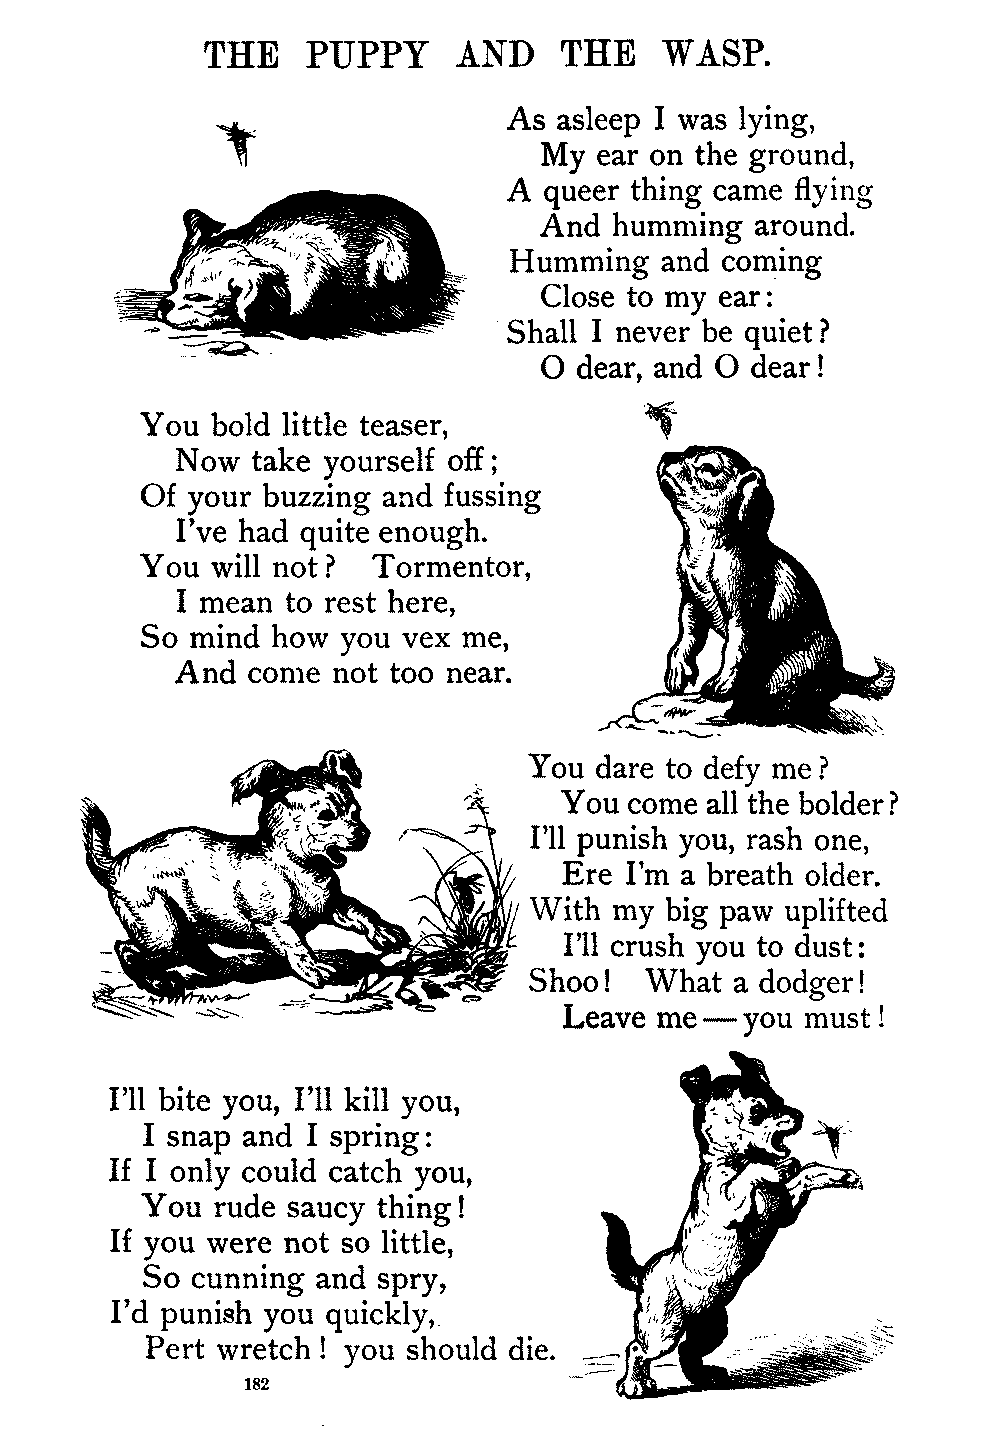 THE PUPPY AND THE WASP.
As asleep I was lying,
My ear on the ground,
A queer thing came flying
And humming around.
Humming and coming
Close to my ear:
Shall I never be quiet?
O dear, and O dear!
You bold little teaser,
Now take yourself off;
Of your buzzing and fussing
I've had quite enough.
You will not? Tormentor,
I mean to rest here,
So mind how you vex me,
And come not too near.
You dare to defy me?
You come all the bolder?
I'll punish you, rash one,
Ere I'm a breath older.
With my big paw uplifted
I'll crush you to dust:
Shoo! What a dodger!
Leave me—you must!
I'll bite you, I'll kill you,
I snap and I spring:
If I only could catch you,
You rude saucy thing!
If you were not so little,
So cunning and spry,
I'd punish you quickly,
Pert wretch! you should die.
182